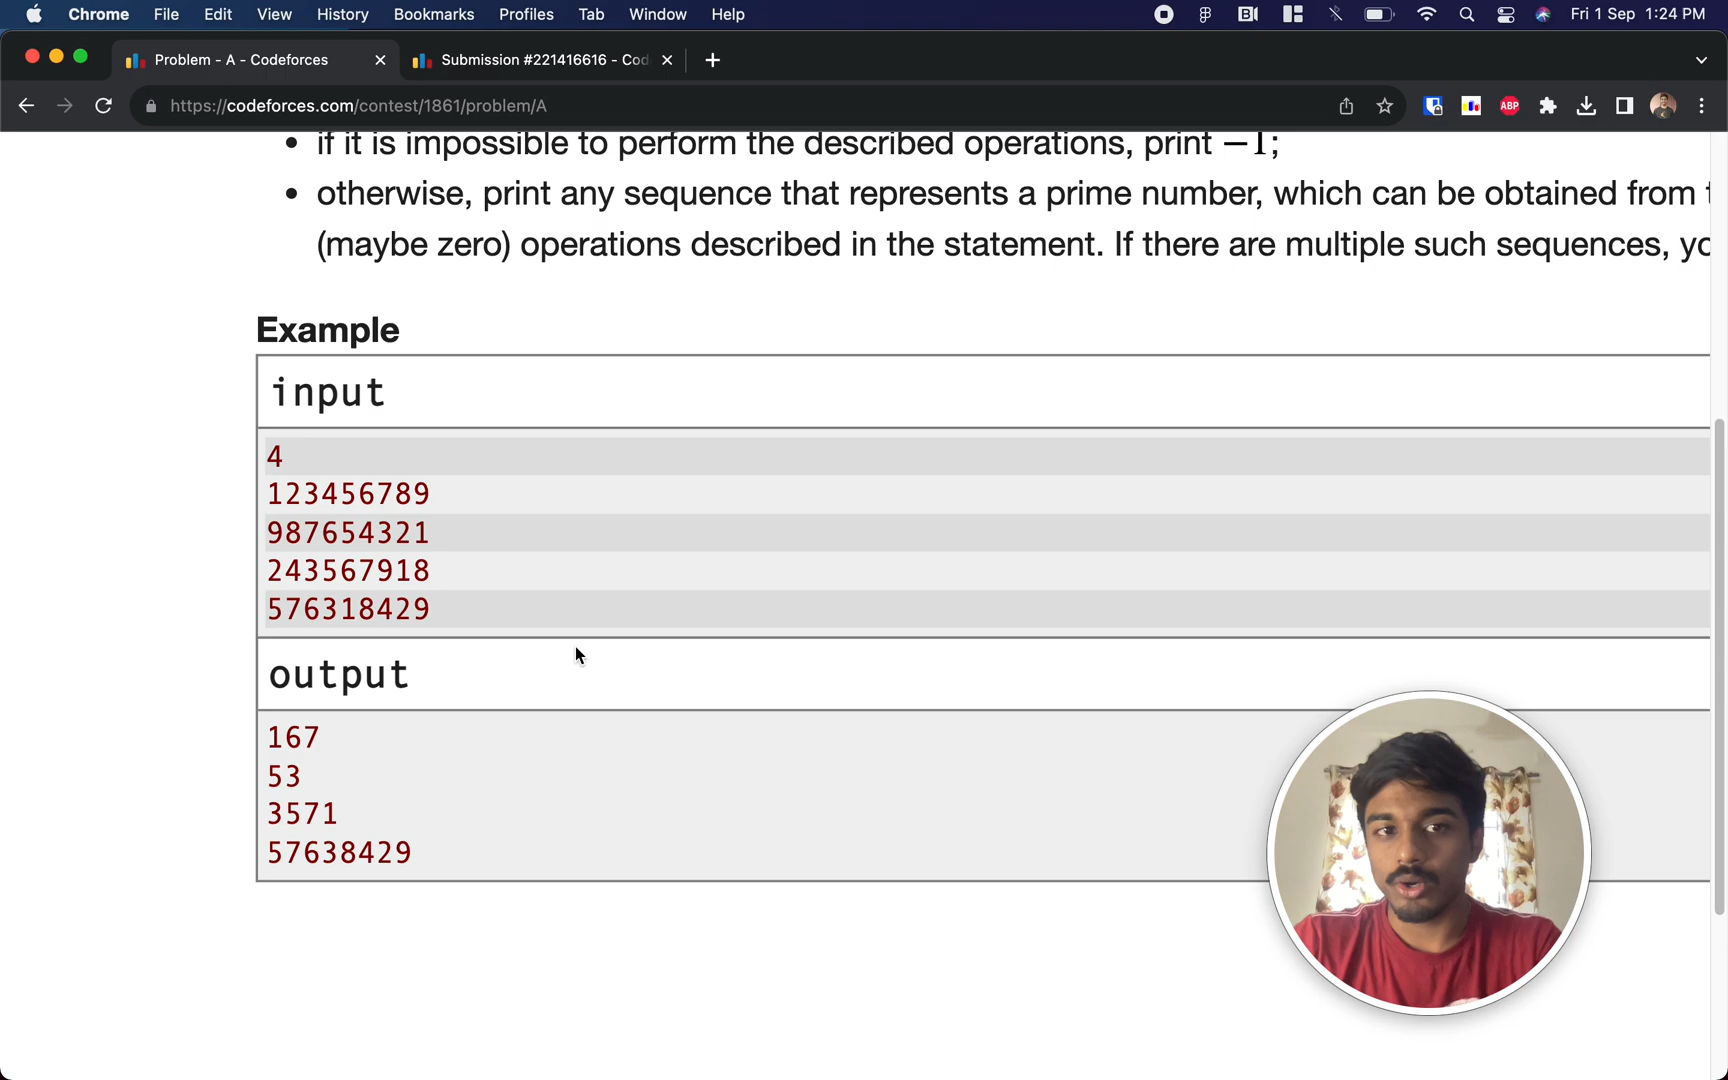 Chrome File Edit View History Bookmarks Profiles Tab Window Help Fri 1 Sep 1:24 PM
Problem - A - Codeforces Submission #221416616 - Cod
https://codeforces.com/contest/1861/problem/A ABP
• if it is impossible to perform the described operations, print −1;
• otherwise, print any sequence that represents a prime number, which can be obtained from
(maybe zero) operations described in the statement. If there are multiple such sequences,
Example
input
4
123456789
987654321
243567918
576318429
output
167
53
3571
57638429